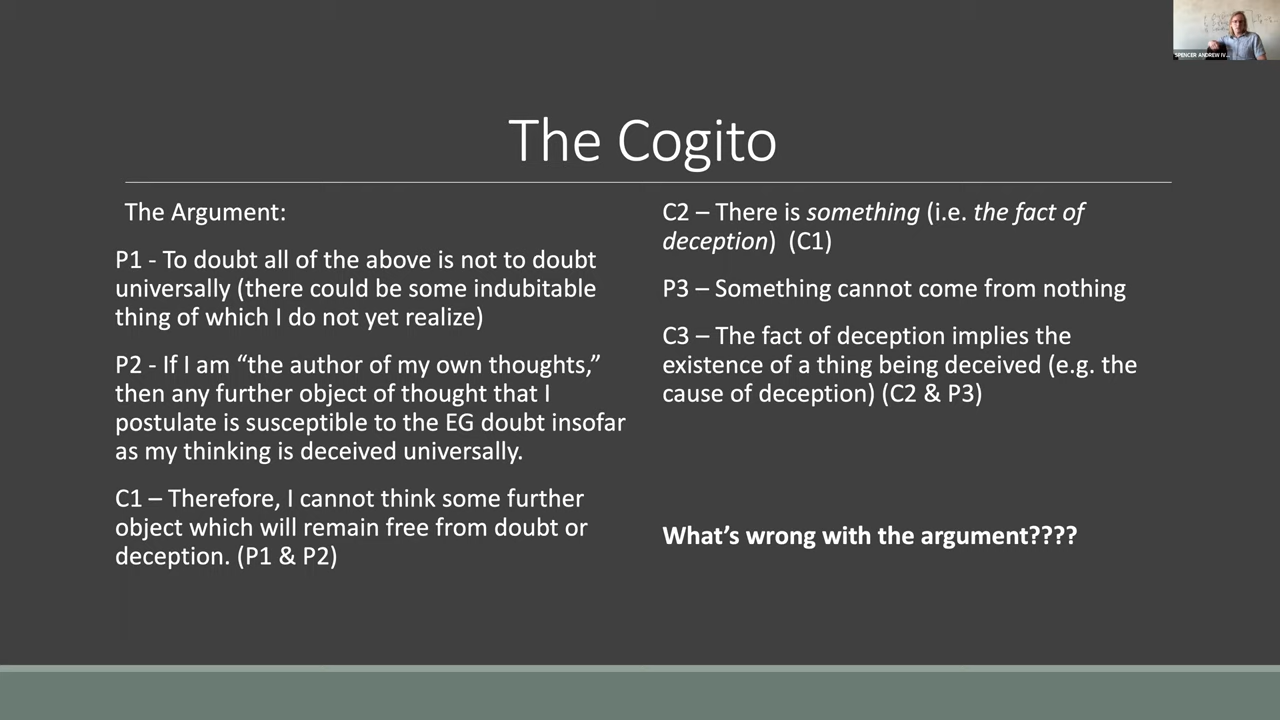 SPENCER ANDREW IV...
The Cogito
The Argument:
P1 - To doubt all of the above is not to doubt
universally (there could be some indubitable
thing of which I do not yet realize)
P2 - If I am “the author of my own thoughts,”
then any further object of thought that I
postulate is susceptible to the EG doubt insofar
as my thinking is deceived universally.
C1 – Therefore, I cannot think some further
object which will remain free from doubt or
deception. (P1 & P2)
C2 – There is something (i.e. the fact of
deception) (C1)
P3 – Something cannot come from nothing
C3 – The fact of deception implies the
existence of a thing being deceived (e.g. the
cause of deception) (C2 & P3)
What’s wrong with the argument????